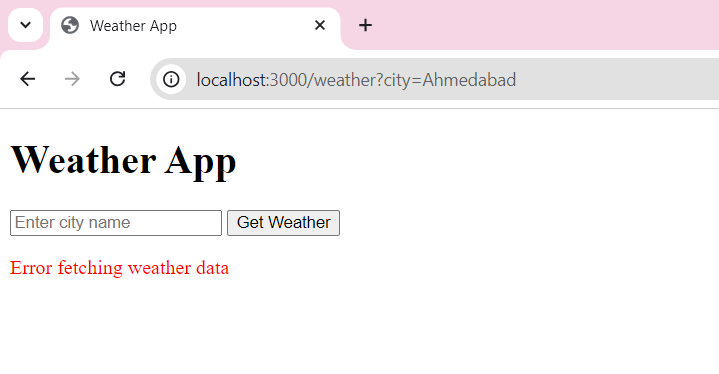 Weather App
localhost:3000/weather?city=Ahmedabad
Weather App
Enter city name Get Weather
Error fetching weather data